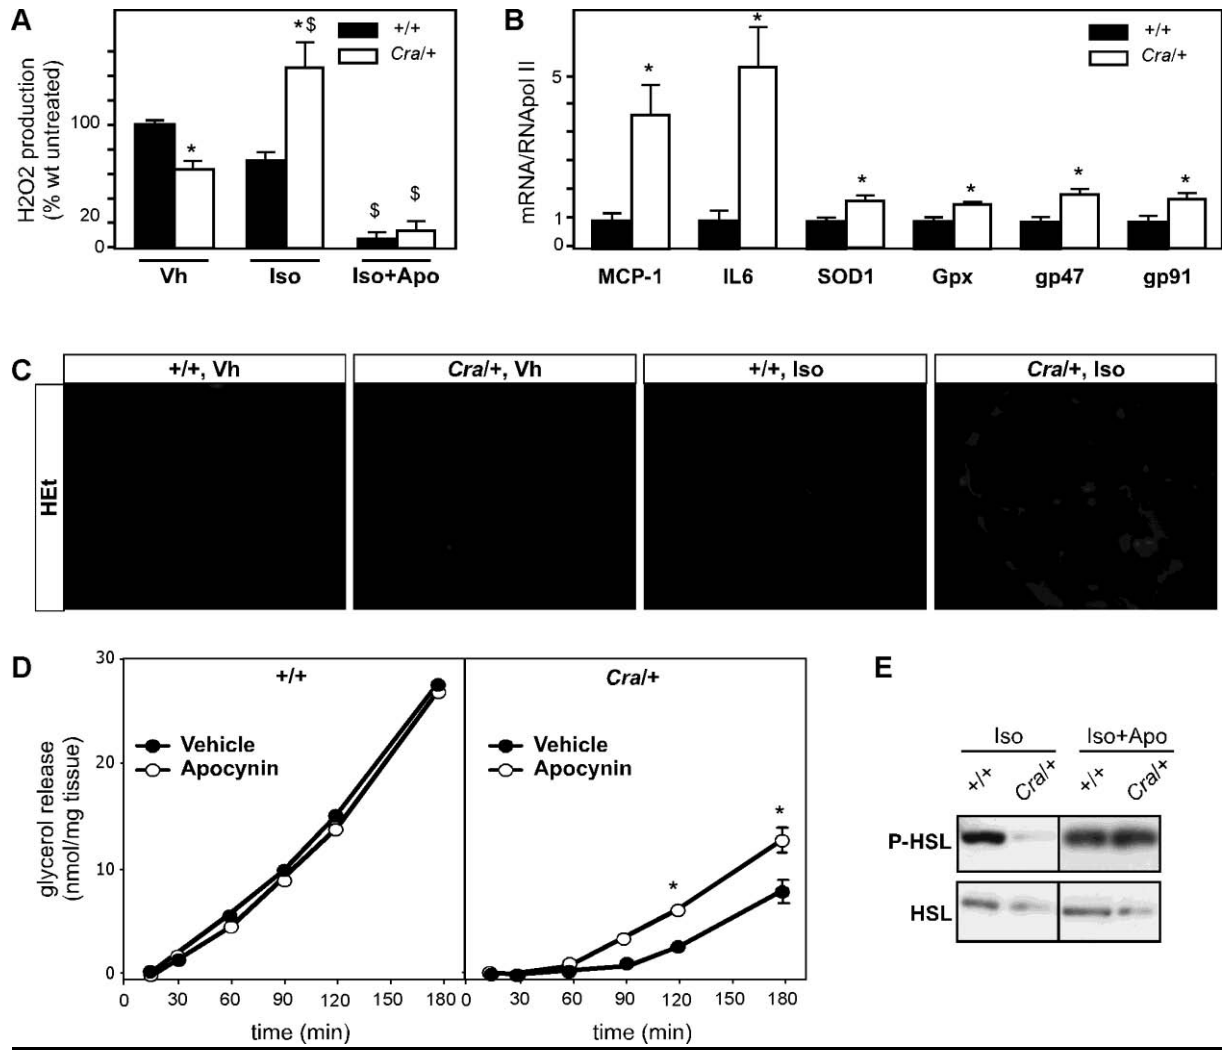 A
H2O2 production
(% wt untreated)
100
20
0
* * $ $ $
+/+
Cra/+
Vh Iso Iso+Apo
B
mRNA/RNApol II
5
1
0
* * * * * *
+/+
Cra/+
MCP-1 IL6 SOD1 Gpx gp47 gp91
C
+/+, Vh Cra/+, Vh +/+, Iso Cra/+, Iso
HEt
D
glycerol release
(nmol/mg tissue)
30
20
10
0
+/+
Vehicle
Apocynin
0 30 60 90 120 150 180
time (min)
Cra/+
Vehicle
Apocynin
* *
0 30 60 90 120 150 180
time (min)
E
Iso Iso+Apo
+/+ Cra/+ +/+ Cra/+
P-HSL
HSL